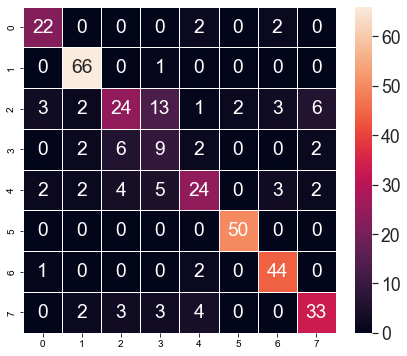 0 22 0 0 0 2 0 2 0
1 0 66 0 1 0 0 0 0
2 3 2 24 13 1 2 3 6
3 0 2 6 9 2 0 0 2
4 2 2 4 5 24 0 3 2
5 0 0 0 0 0 50 0 0
6 1 0 0 0 2 0 44 0
7 0 2 3 3 4 0 0 33
0 1 2 3 4 5 6 7
60
50
40
30
20
10
0